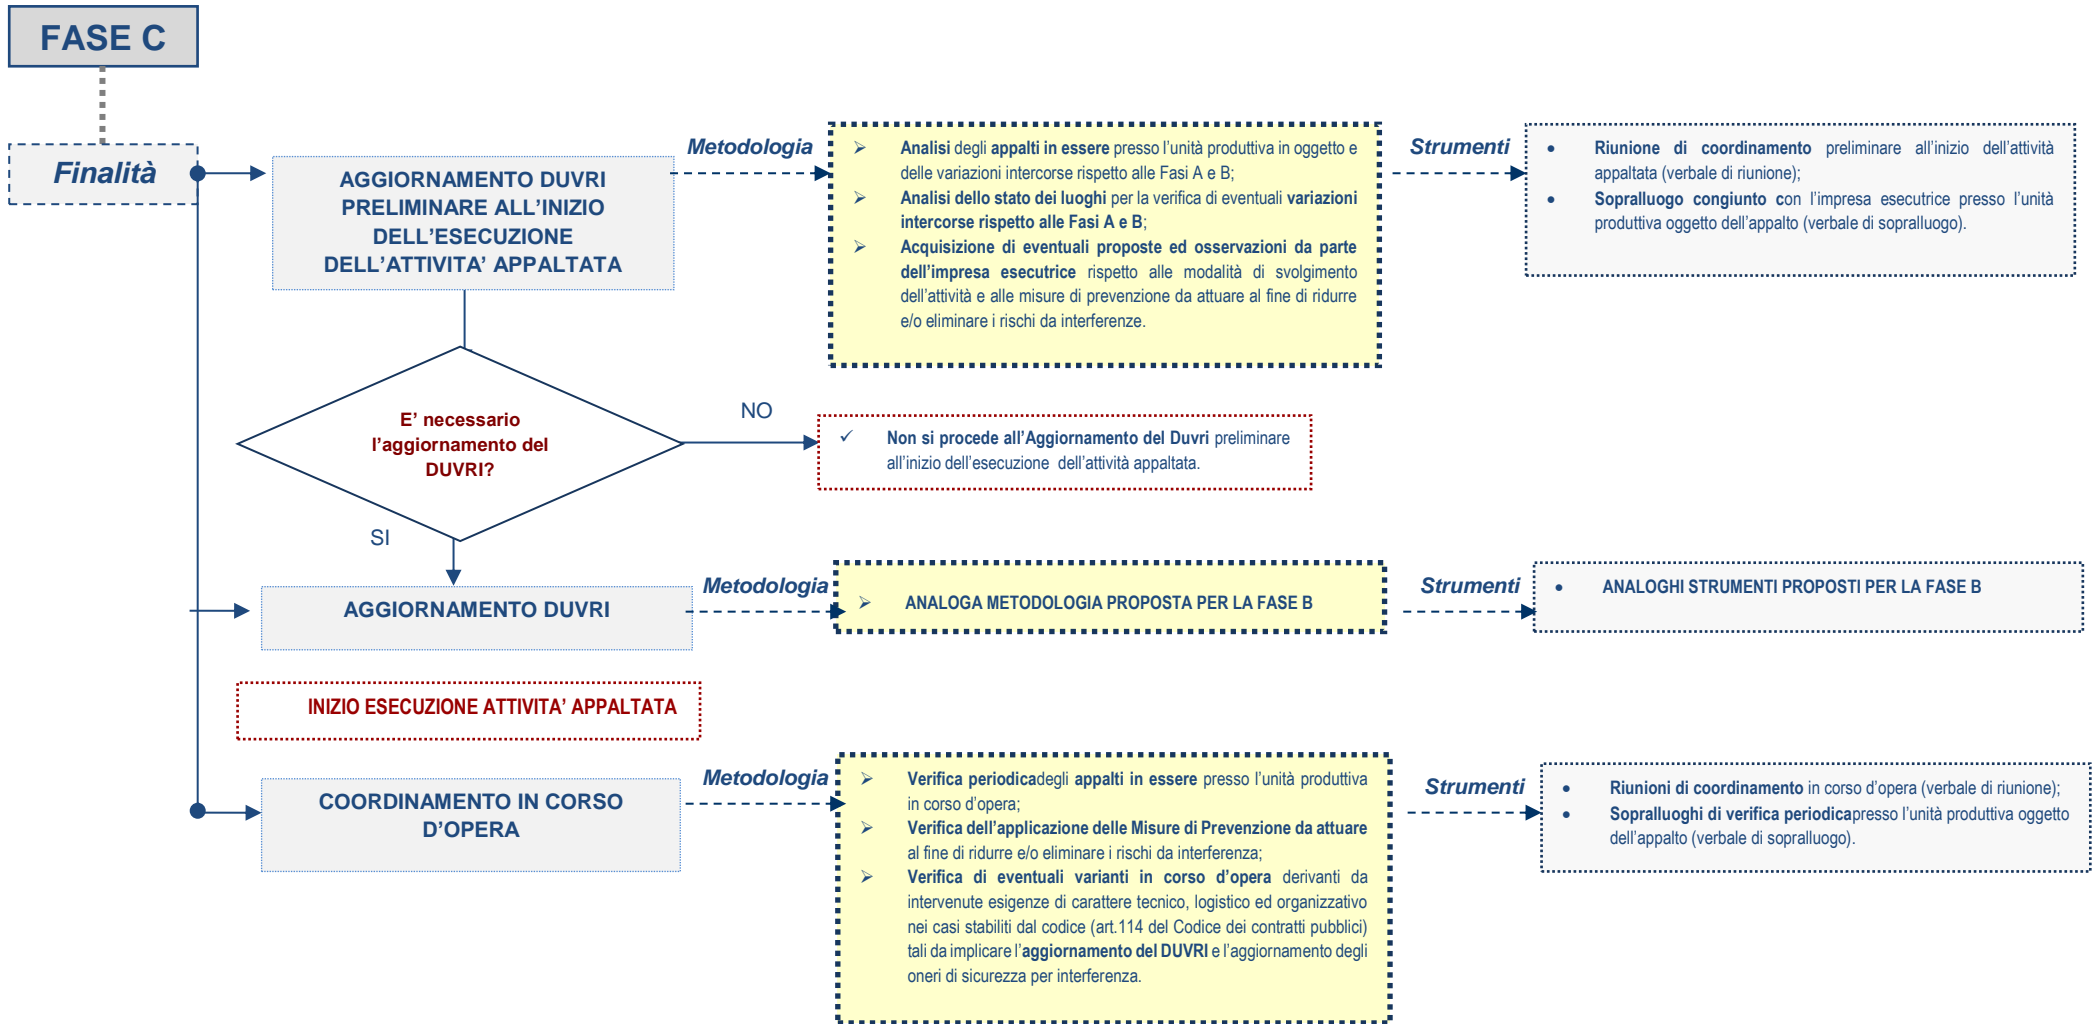 FASE C
Finalità
AGGIORNAMENTO DUVRI
PRELIMINARE ALL'INIZIO
DELL'ESECUZIONE
DELL'ATTIVITA' APPALTATA
Metodologia
➢ Analisi degli appalti in essere presso l'unità produttiva in oggetto e
delle variazioni intercorse rispetto alle Fasi A e B;
➢ Analisi dello stato dei luoghi per la verifica di eventuali variazioni
intercorse rispetto alle Fasi A e B;
➢ Acquisizione di eventuali proposte ed osservazioni da parte
dell'impresa esecutrice rispetto alle modalità di svolgimento
dell'attività e alle misure di prevenzione da attuare al fine di ridurre
e/o eliminare i rischi da interferenze.
Strumenti
• Riunione di coordinamento preliminare all'inizio dell'attività
appaltata (verbale di riunione);
• Sopralluogo congiunto con l'impresa esecutrice presso l'unità
produttiva oggetto dell'appalto (verbale di sopralluogo).
E' necessario
l'aggiornamento del
DUVRI?
NO
✓ Non si procede all'Aggiornamento del Duvri preliminare
all'inizio dell'esecuzione dell'attività appaltata.
SI
AGGIORNAMENTO DUVRI
Metodologia
➢ ANALOGA METODOLOGIA PROPOSTA PER LA FASE B
Strumenti
• ANALOGHI STRUMENTI PROPOSTI PER LA FASE B
INIZIO ESECUZIONE ATTIVITA' APPALTATA
COORDINAMENTO IN CORSO
D'OPERA
Metodologia
➢ Verifica periodicadegli appalti in essere presso l'unità produttiva
in corso d'opera;
➢ Verifica dell'applicazione delle Misure di Prevenzione da attuare
al fine di ridurre e/o eliminare i rischi da interferenza;
➢ Verifica di eventuali varianti in corso d'opera derivanti da
intervenute esigenze di carattere tecnico, logistico ed organizzativo
nei casi stabiliti dal codice (art.114 del Codice dei contratti pubblici)
tali da implicare l'aggiornamento del DUVRI e l'aggiornamento degli
oneri di sicurezza per interferenza.
Strumenti
• Riunioni di coordinamento in corso d'opera (verbale di riunione);
• Sopralluoghi di verifica periodicapresso l'unità produttiva oggetto
dell'appalto (verbale di sopralluogo).